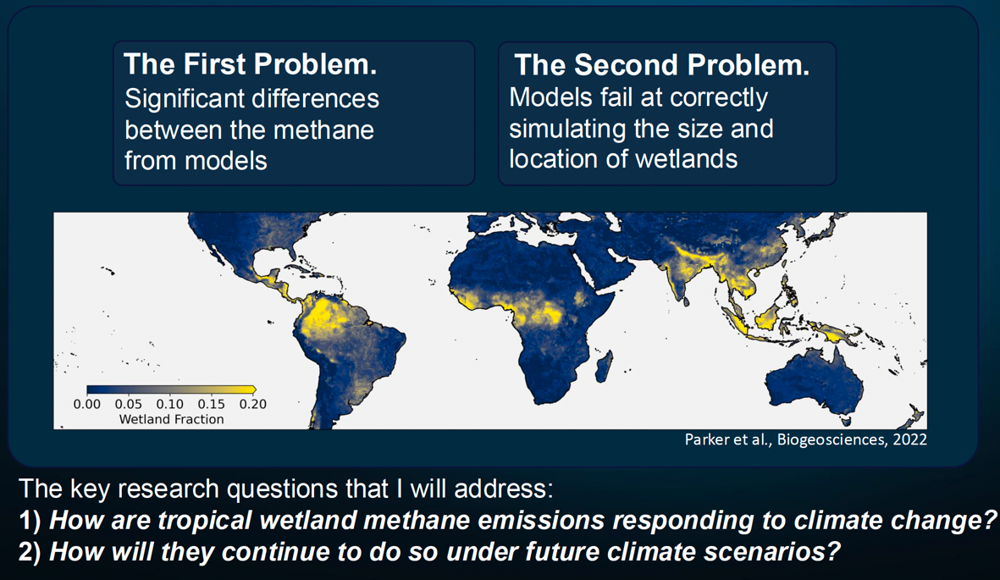 The First Problem.
Significant differences
between the methane
from models
The Second Problem.
Models fail at correctly
simulating the size and
location of wetlands
0.00 0.05 0.10 0.15 0.20
Wetland Fraction
Parker et al., Biogeosciences, 2022
The key research questions that I will address:
1) How are tropical wetland methane emissions responding to climate change?
2) How will they continue to do so under future climate scenarios?